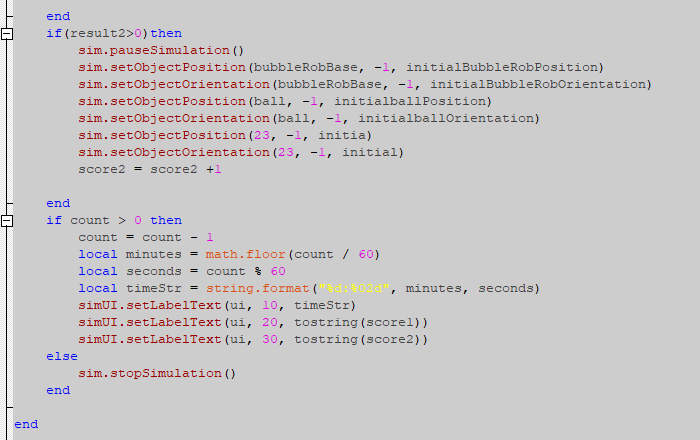 end
if(result2>0)then
sim.pauseSimulation()
sim.setObjectPosition(bubbleRobBase, -1, initialBubbleRobPosition)
sim.setObjectOrientation(bubbleRobBase, -1, initialBubbleRobOrientation)
sim.setObjectPosition(ball, -1, initialballPosition)
sim.setObjectOrientation(ball, -1, initialballOrientation)
sim.setObjectPosition(23, -1, initia)
sim.setObjectOrientation(23, -1, initial)
score2 = score2 +1
end
if count > 0 then
count = count - 1
local minutes = math.floor(count / 60)
local seconds = count % 60
local timeStr = string.format("%d:%02d", minutes, seconds)
simUI.setLabelText(ui, 10, timeStr)
simUI.setLabelText(ui, 20, tostring(score1))
simUI.setLabelText(ui, 30, tostring(score2))
else
sim.stopSimulation()
end
end